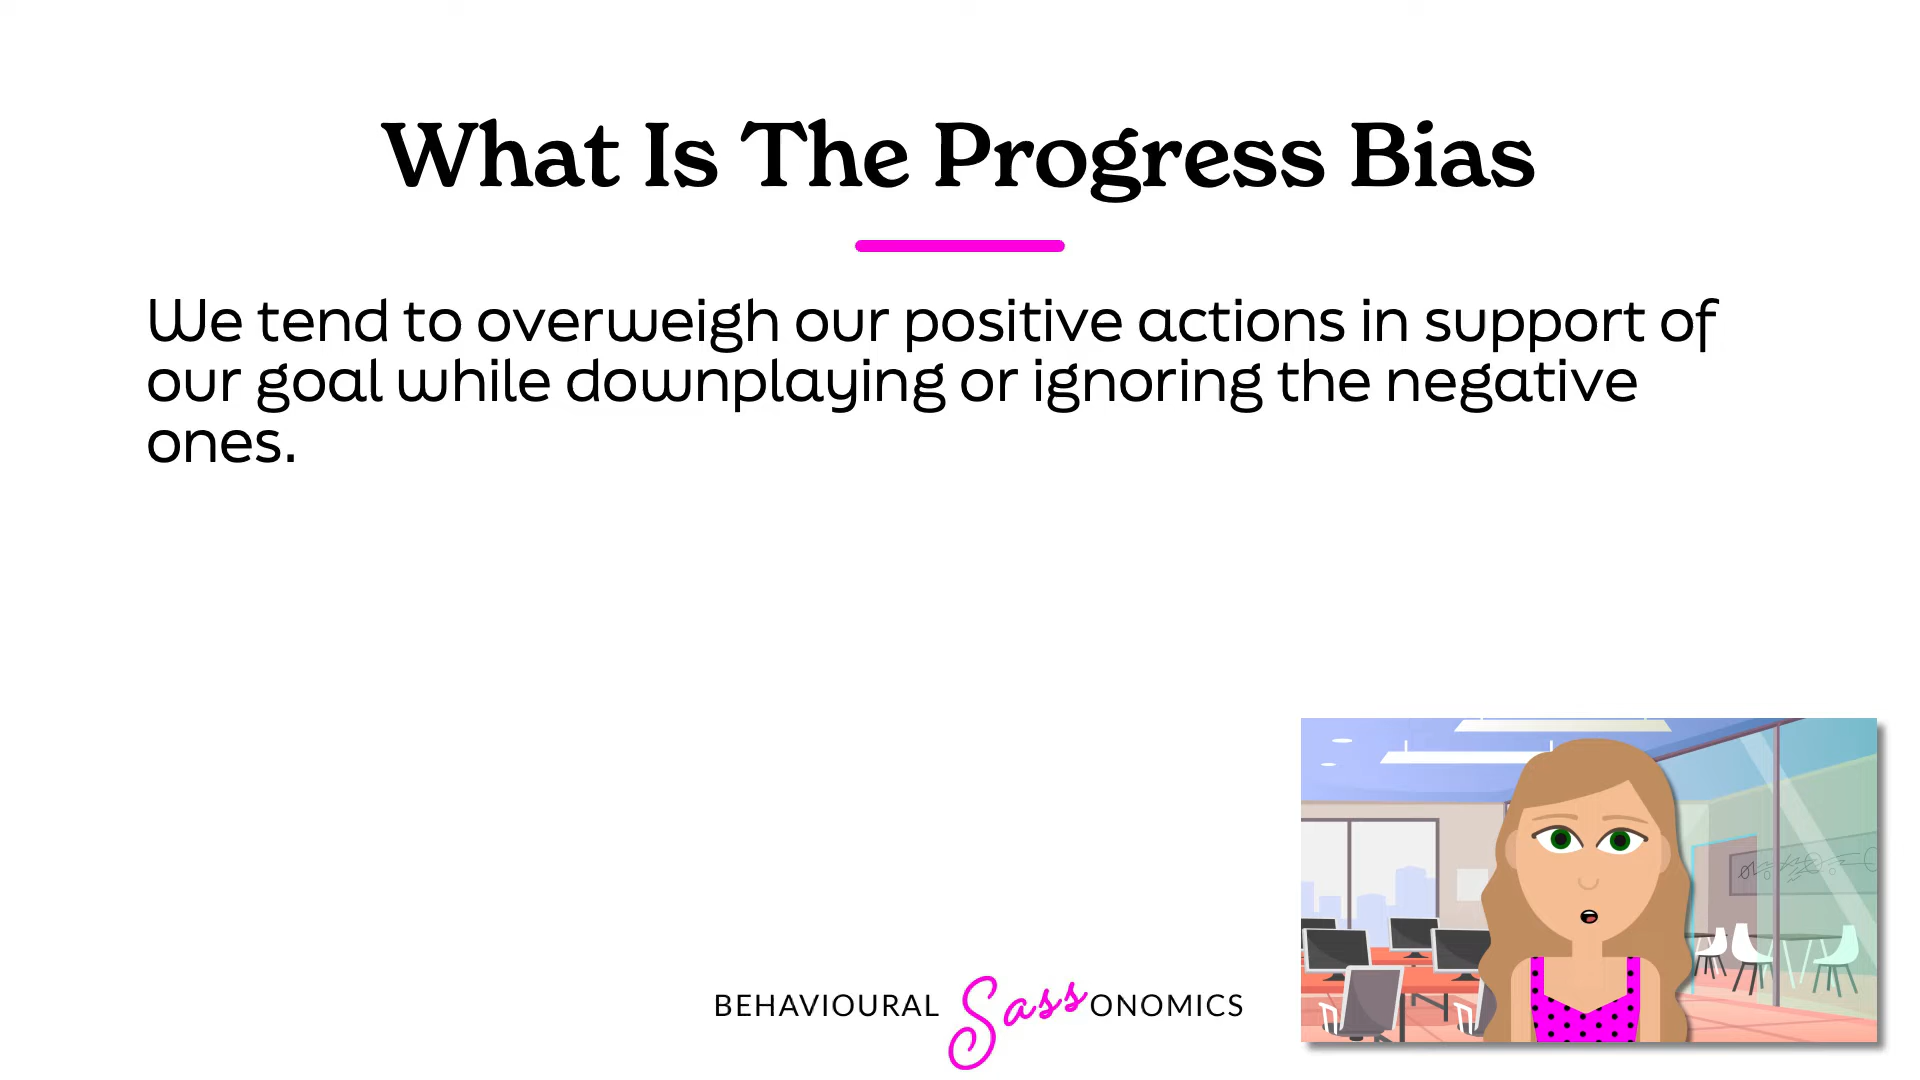 What Is The Progress Bias
We tend to overweigh our positive actions in support of
our goal while downplaying or ignoring the negative
ones.
BEHAVIOURAL SassONOMICS